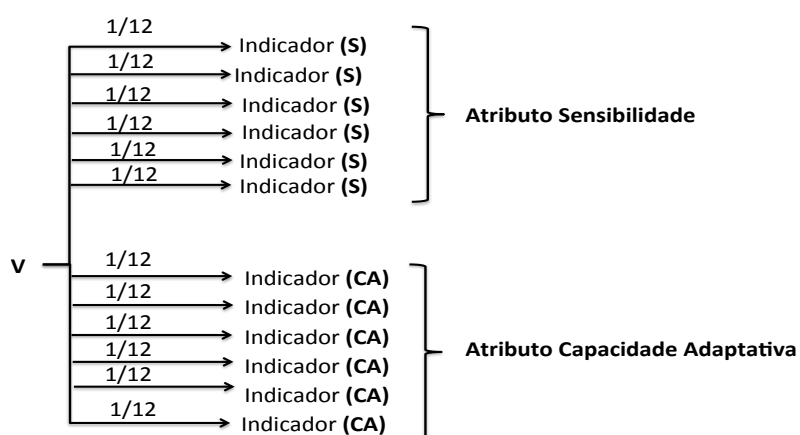 1/12
Indicador (S)
1/12
Indicador (S)
1/12
Indicador (S)
1/12
Indicador (S)
1/12
Indicador (S)
1/12
Indicador (S)
Atributo Sensibilidade
V
1/12
Indicador (CA)
1/12
Indicador (CA)
1/12
Indicador (CA)
1/12
Indicador (CA)
1/12
Indicador (CA)
1/12
Indicador (CA)
Atributo Capacidade Adaptativa